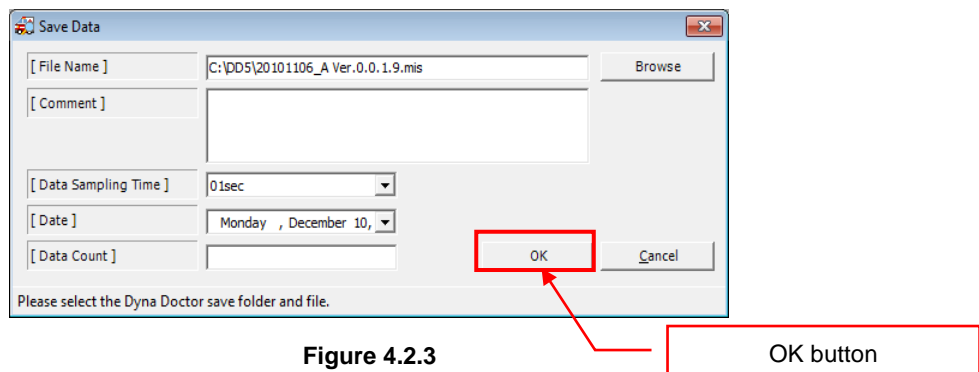 Save Data
[ File Name ]
C:\DD5\20101106_A Ver.0.0.1.9.mis
Browse
[ Comment ]
[ Data Sampling Time ]
01sec
[ Date ]
Monday , December 10,
[ Data Count ]
OK
Cancel
Please select the Dyna Doctor save folder and file.
Figure 4.2.3
OK button